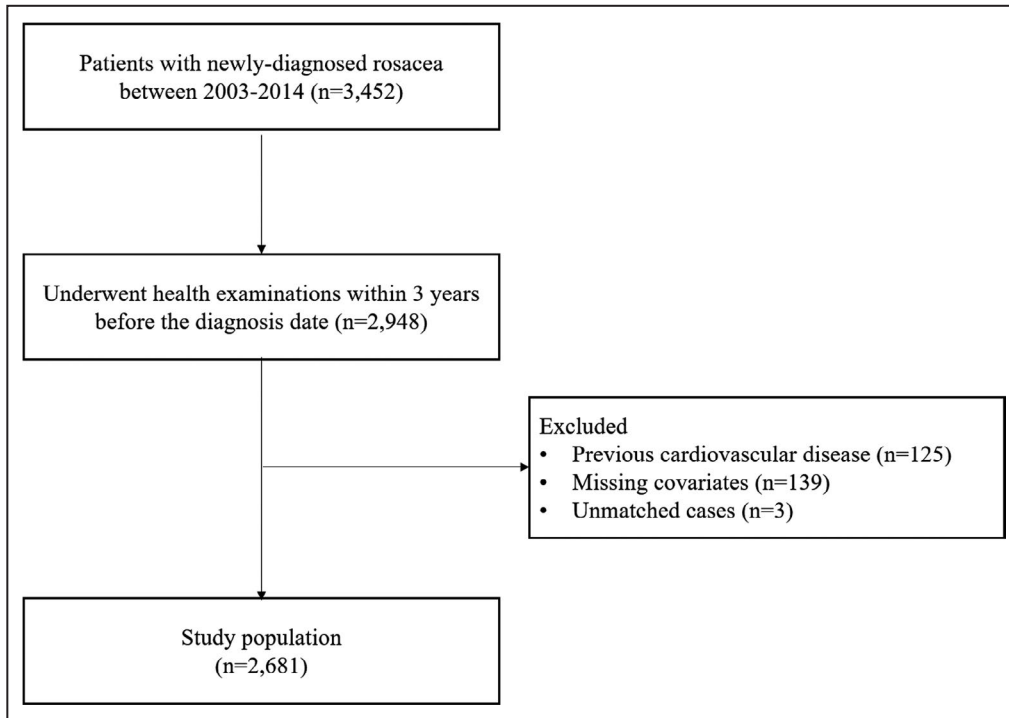 Patients with newly-diagnosed rosacea
between 2003-2014 (n=3,452)
Underwent health examinations within 3 years
before the diagnosis date (n=2,948)
Excluded
• Previous cardiovascular disease (n=125)
• Missing covariates (n=139)
• Unmatched cases (n=3)
Study population
(n=2,681)